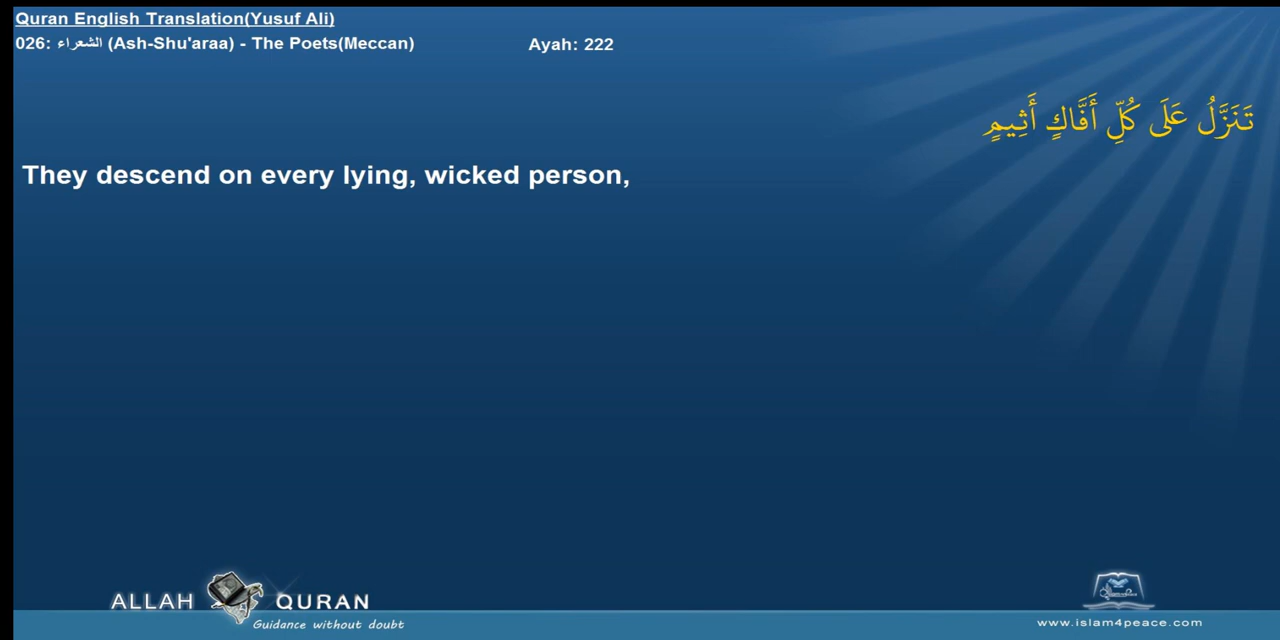 Quran English Translation(Yusuf Ali)
026: الشعراء (Ash-Shu'araa) - The Poets(Meccan) Ayah: 222
تَنَزَّلُ عَلَى كُلِّ أَفَّاكٍ أَثِيمٍ
They descend on every lying, wicked person,
ALLAH QURAN
Guidance without doubt
www.islam4peace.com